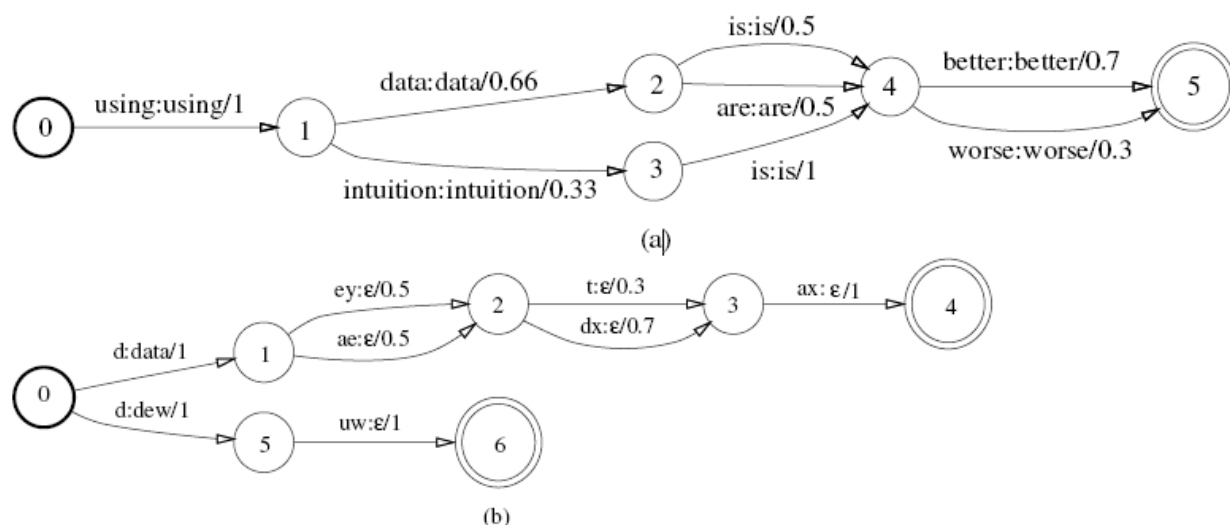 is:is/0.5
data:data/0.66
better:better/0.7
using:using/1
2
4
5
0
1
are:are/0.5
3
intuition:intuition/0.33
is:is/1
worse:worse/0.3
(a)
ey:ε/0.5
t:ε/0.3
ax: ε/1
2
3
4
d:data/1
ae:ε/0.5
dx:ε/0.7
1
0
d:dew/1
uw:ε/1
5
6
(b)